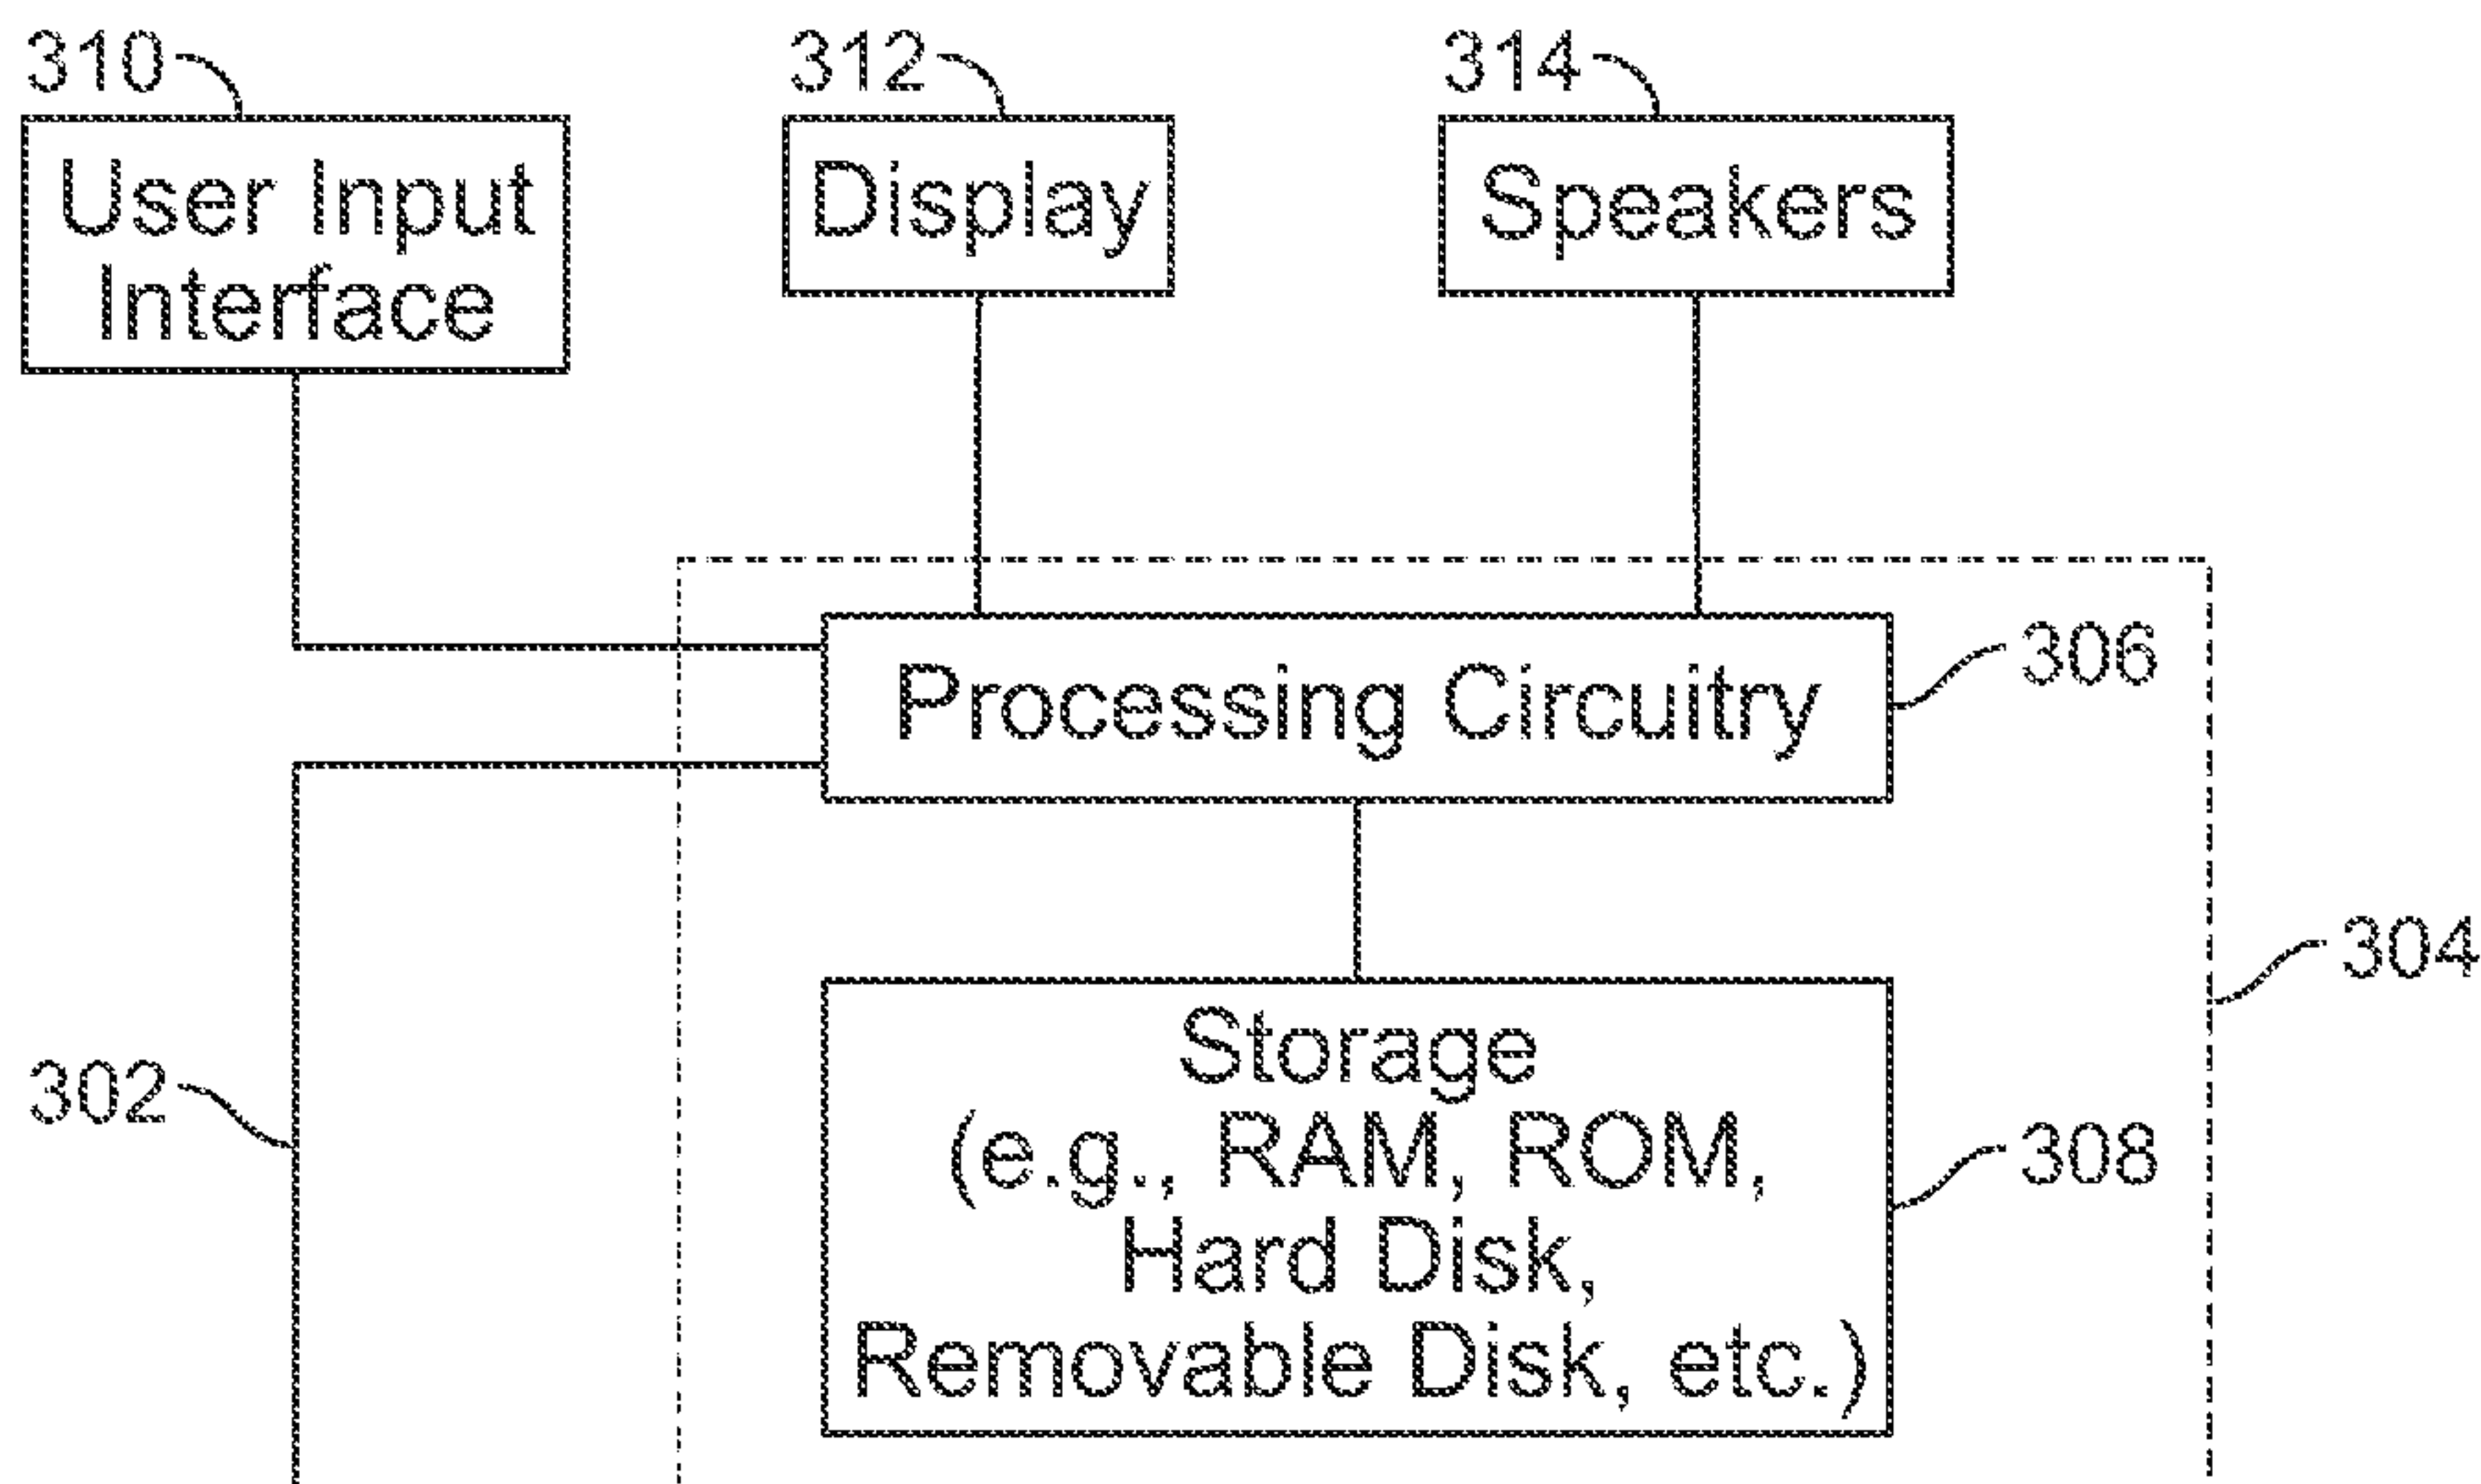 310
312
314
User Input
Interface
Display
Speakers
Processing Circuitry
306
304
Storage
(e.g., RAM, ROM,
Hard Disk,
Removable Disk, etc.)
302
308